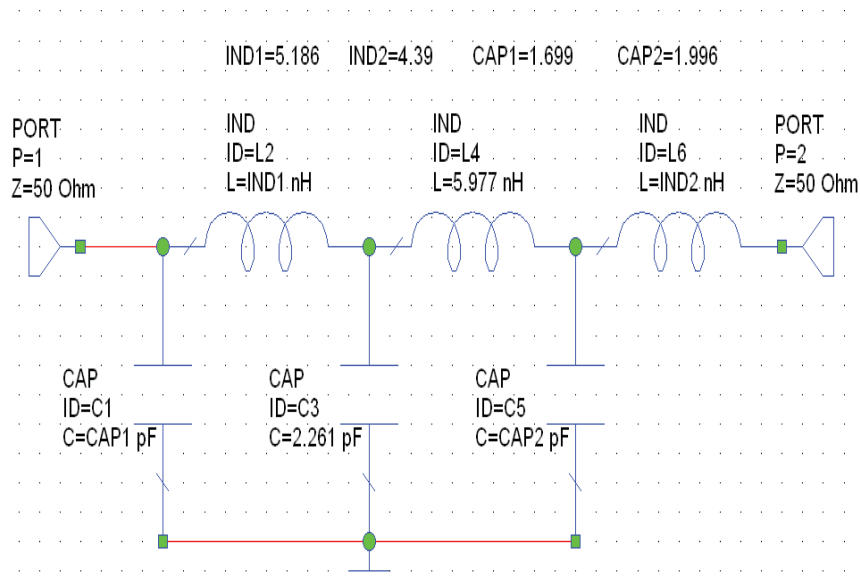 IND1=5.186 IND2=4.39 CAP1=1.699 CAP2=1.996
PORT
P=1
Z=50 Ohm
IND
ID=L2
L=IND1 nH
IND
ID=L4
L=5.977 nH
IND
ID=L6
L=IND2 nH
PORT
P=2
Z=50 Ohm
CAP
ID=C1
C=CAP1 pF
CAP
ID=C3
C=2.261 pF
CAP
ID=C5
C=CAP2 pF